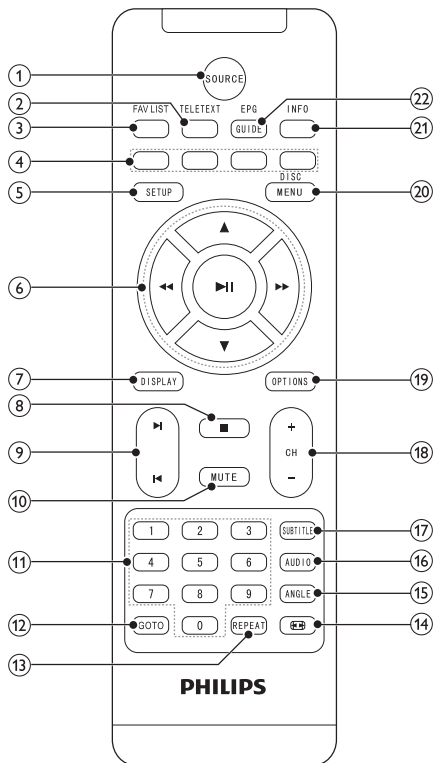 1 SOURCE
2 FAV LIST TELETEXT EPG INFO
22
3 GUIDE 21
4
DISC
5 SETUP MENU 20
6
7 DISPLAY OPTIONS 19
8
9 + CH - 18
10 MUTE
1 2 3 SUBTITLE 17
11 4 5 6 AUDIO 16
7 8 9 ANGLE 15
12 GOTO 0 REPEAT 14
13
PHILIPS